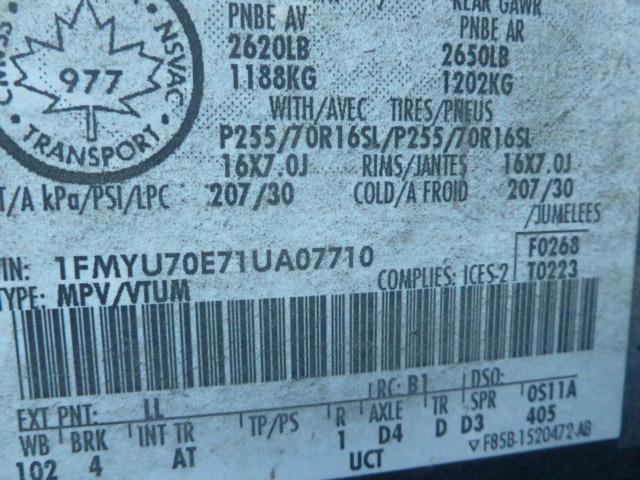 REAR GAWR
PNBE AV PNBE AR
2620LB 2650LB
1188KG 1202KG
CMVSS NSVAC
977
TRANSPORT
WITH/AVEC TIRES/PNEUS
P255/70R16SL/P255/70R16SL
16X7.0J RIMS/JANTES 16X7.0J
T/A kPa/PSI/LPC 207/30 COLD/A FROID 207/30
/JUMELEES
VIN: 1FMYU70E71UA07710 F0268
TYPE: MPV/VTUM COMPLIES: ICES-2 T0223
RC: B1 DSO:
EXT PNT: LL 0S11A
WB BRK INT TR TP/PS R AXLE TR SPR 405
102 4 AT 1 D4 D D3 F85B-1520472-AB
UCT